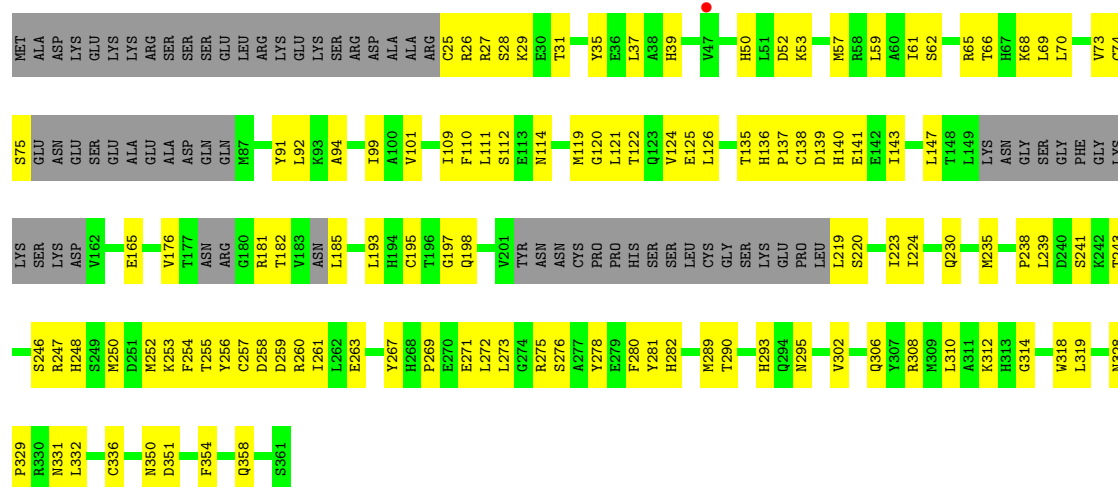 MET ALA ASP LYS GLU LYS LYS ARG SER SER SER GLU LEU ARG LYS GLU LYS SER ARG ASP ALA ALA ARG C25 R26 R27 S28 K29 E30 T31 Y35 E36 L37 A38 H39 V47 H50 L51 D52 K53 M57 R58 L59 A60 I61 S62 R65 T66 H67 K68 L69 L70 V73 C74
S75 GLU ASN GLU SER GLU ALA GLU ALA ASP GLN GLN M87 Y91 L92 K93 A94 I99 A100 V101 I109 F110 L111 S112 E113 N114 M119 G120 L121 T122 Q123 V124 E125 L126 T135 H136 P137 C138 D139 H140 E141 E142 I143 L147 T148 L149 LYS ASN GLY SER GLY PHE GLY LYS
LYS SER LYS ASP V162 E165 V176 T177 ASN ARG G180 R181 T182 V183 ASN L185 L193 H194 C195 T196 G197 Q198 V201 TYR ASN ASN CYS PRO PRO HIS SER SER LEU CYS GLY SER LYS GLU PRO LEU L219 S220 I223 I224 Q230 M235 P238 L239 D240 S241 K242 T243
S246 R247 H248 S249 M250 D251 M252 K253 F254 T255 Y256 C257 D258 D259 R260 I261 L262 E263 Y267 H268 P269 E270 E271 L272 L273 G274 R275 S276 A277 Y278 E279 F280 Y281 H282 M289 T290 H293 Q294 N295 V302 Q306 Y307 R308 M309 L310 A311 K312 H313 G314 W318 L319 N328
P329 R330 N331 L332 C336 N350 D351 F354 Q358 S361